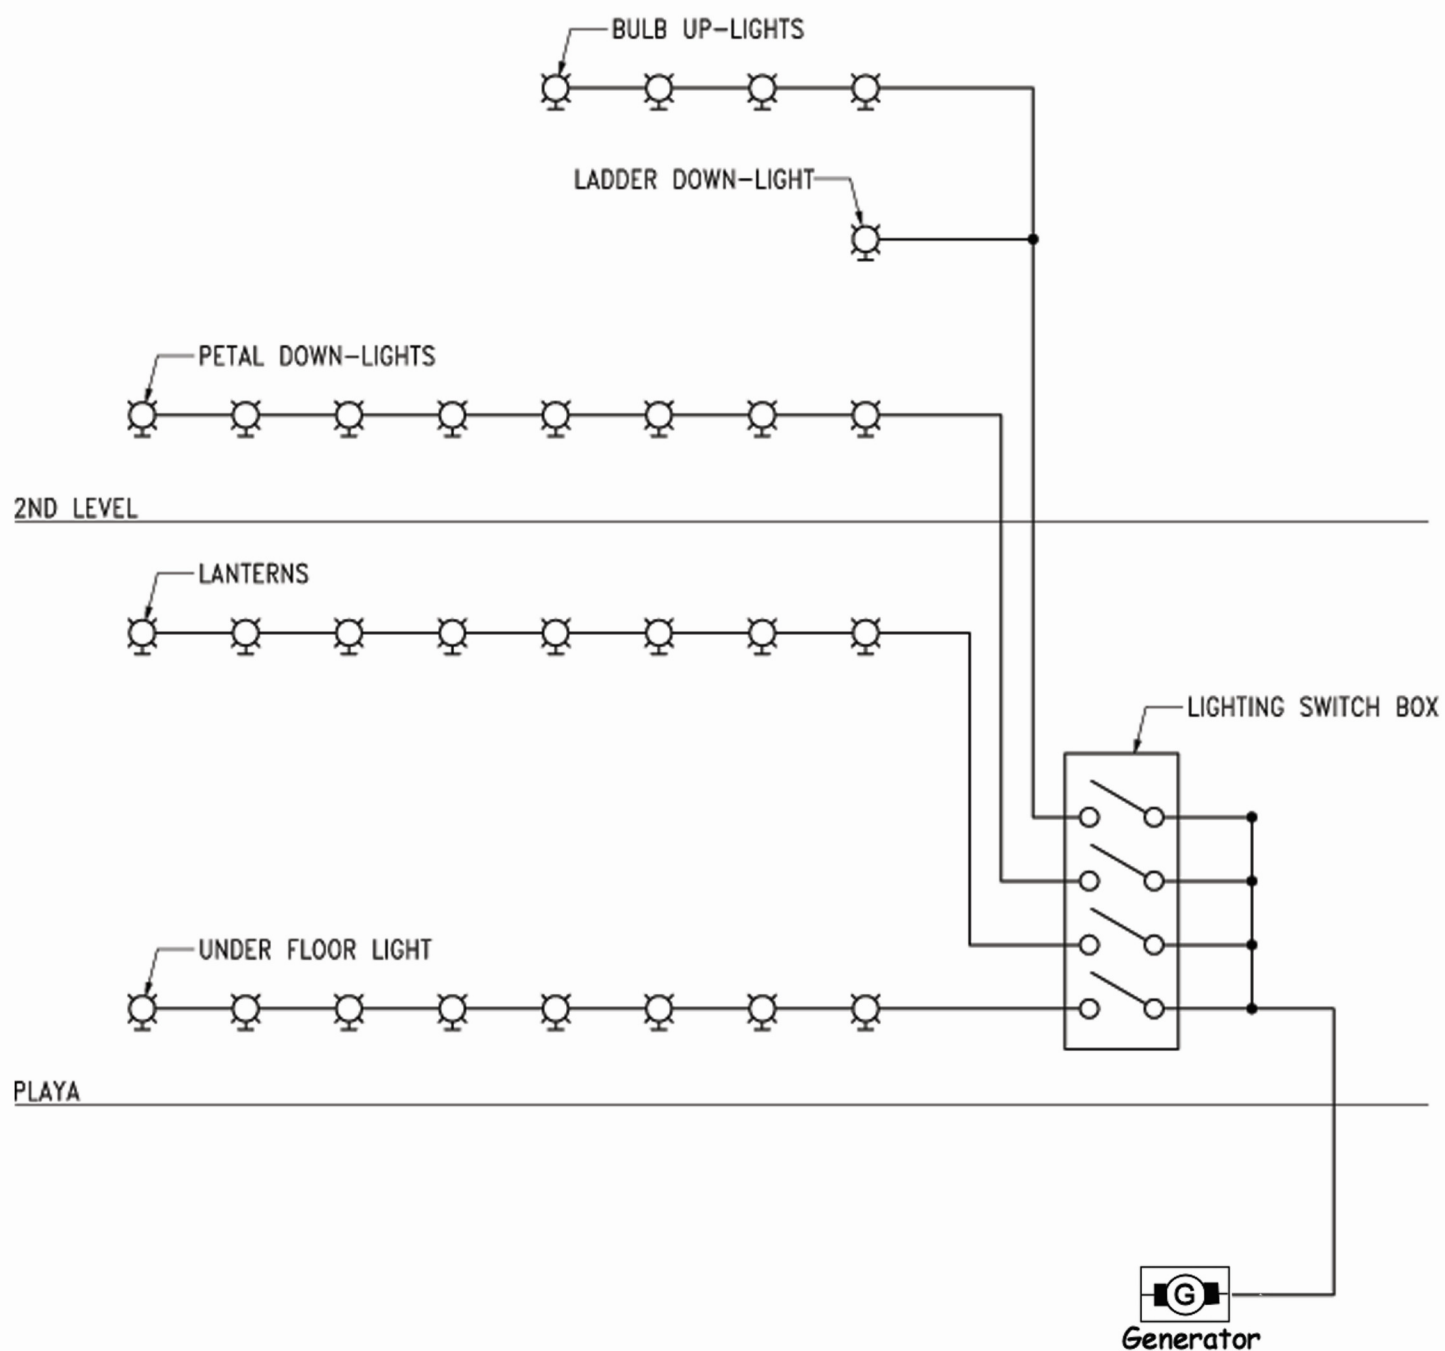 BULB UP-LIGHTS
LADDER DOWN-LIGHT
PETAL DOWN-LIGHTS
2ND LEVEL
LANTERNS
LIGHTING SWITCH BOX
UNDER FLOOR LIGHT
PLAYA
G
Generator